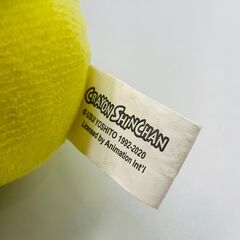 CRAYON SHINCHAN
© USUI YOSHITO 1992-2020
Licensed by Animation Int'l